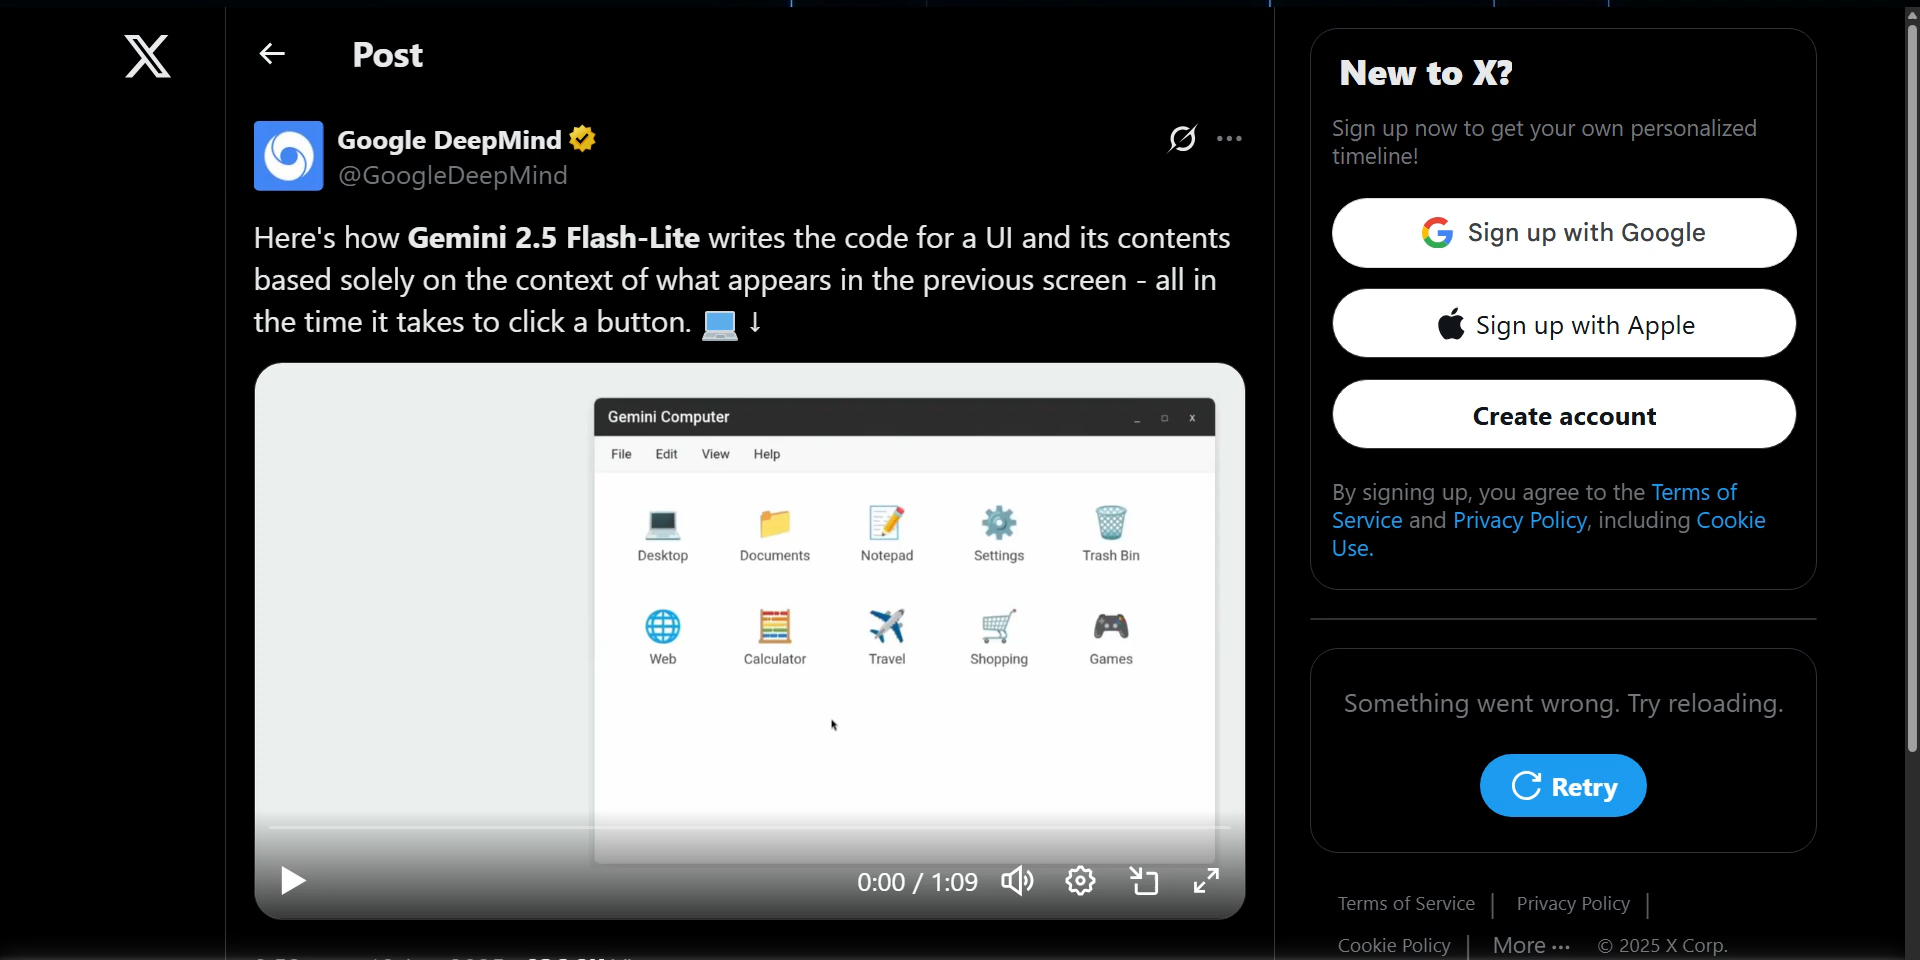 Post
Google DeepMind
@GoogleDeepMind
Here's how Gemini 2.5 Flash-Lite writes the code for a UI and its contents
based solely on the context of what appears in the previous screen - all in
the time it takes to click a button. 💻 ↓
Gemini Computer
File Edit View Help
Desktop Documents Notepad Settings Trash Bin
Web Calculator Travel Shopping Games
0:00 / 1:09
New to X?
Sign up now to get your own personalized
timeline!
Sign up with Google
Sign up with Apple
Create account
By signing up, you agree to the Terms of
Service and Privacy Policy, including Cookie
Use.
Something went wrong. Try reloading.
Retry
Terms of Service | Privacy Policy |
Cookie Policy | More ··· © 2025 X Corp.